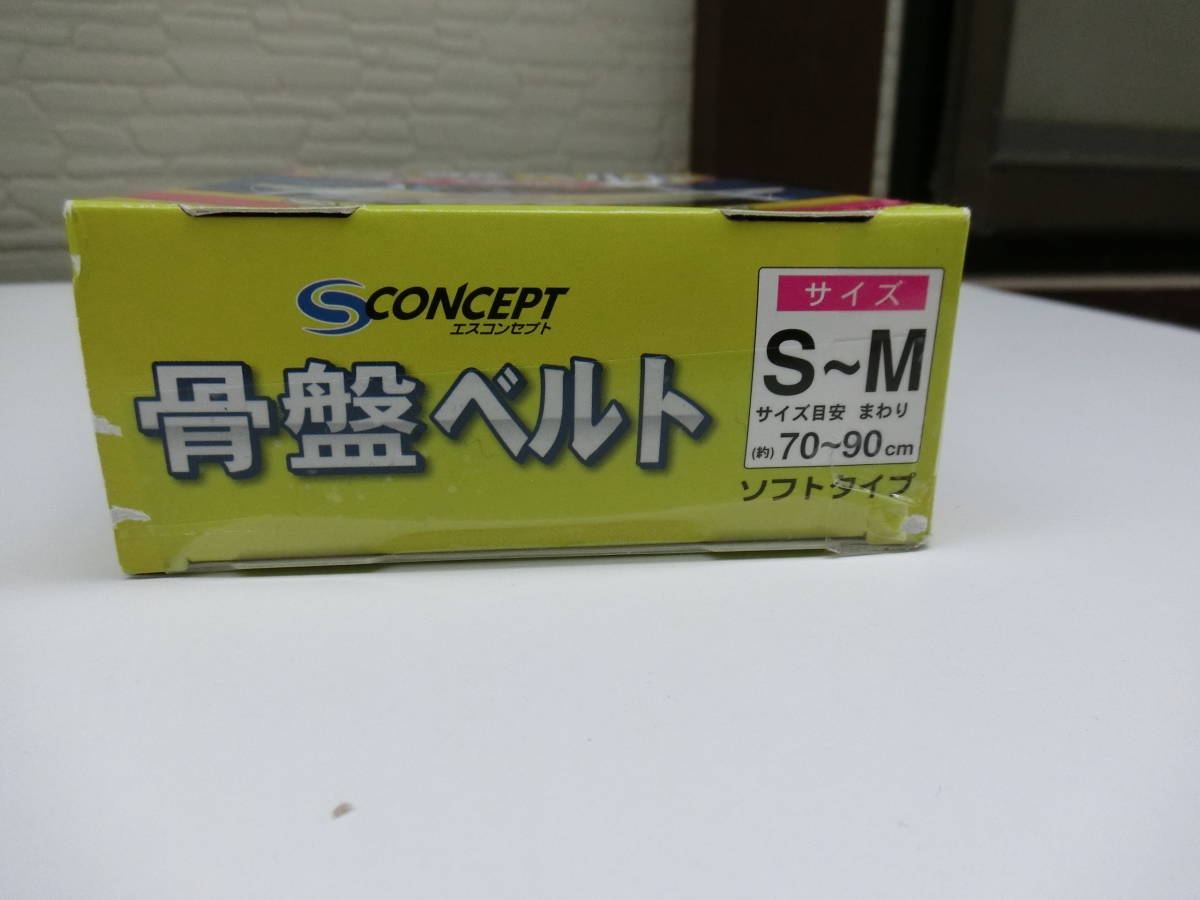 SCONCEPT
エスコンセプト
骨盤ベルト
サイズ
S~M
サイズ目安 まわり
(約)70~90cm
ソフトタイプ